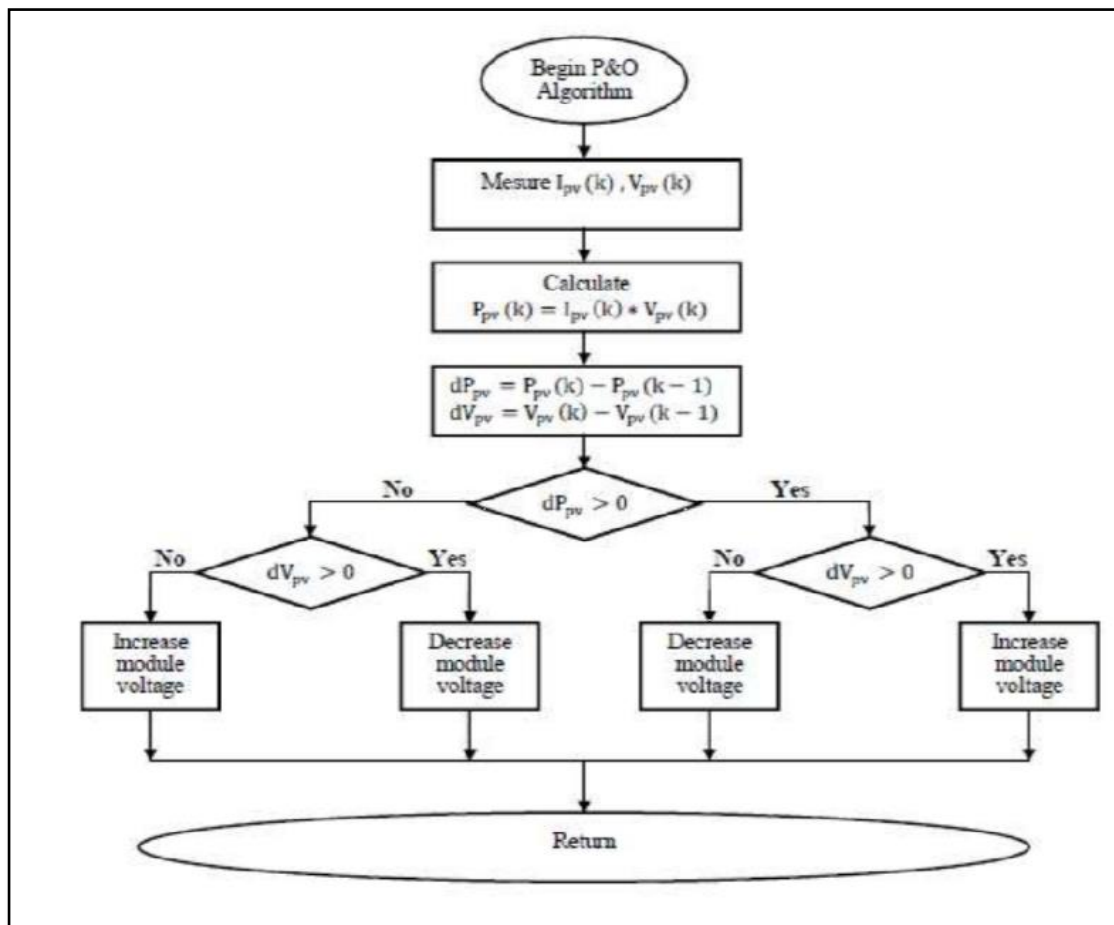 Begin P&O
Algorithm
Mesure I_pv(k) , V_pv(k)
Calculate
P_pv(k) = I_pv(k) * V_pv(k)
dP_pv = P_pv(k) − P_pv(k − 1)
dV_pv = V_pv(k) − V_pv(k − 1)
No
Yes
dP_pv > 0
No
Yes
No
Yes
dV_pv > 0
dV_pv > 0
Increase
module
voltage
Decrease
module
voltage
Decrease
module
voltage
Increase
module
voltage
Return